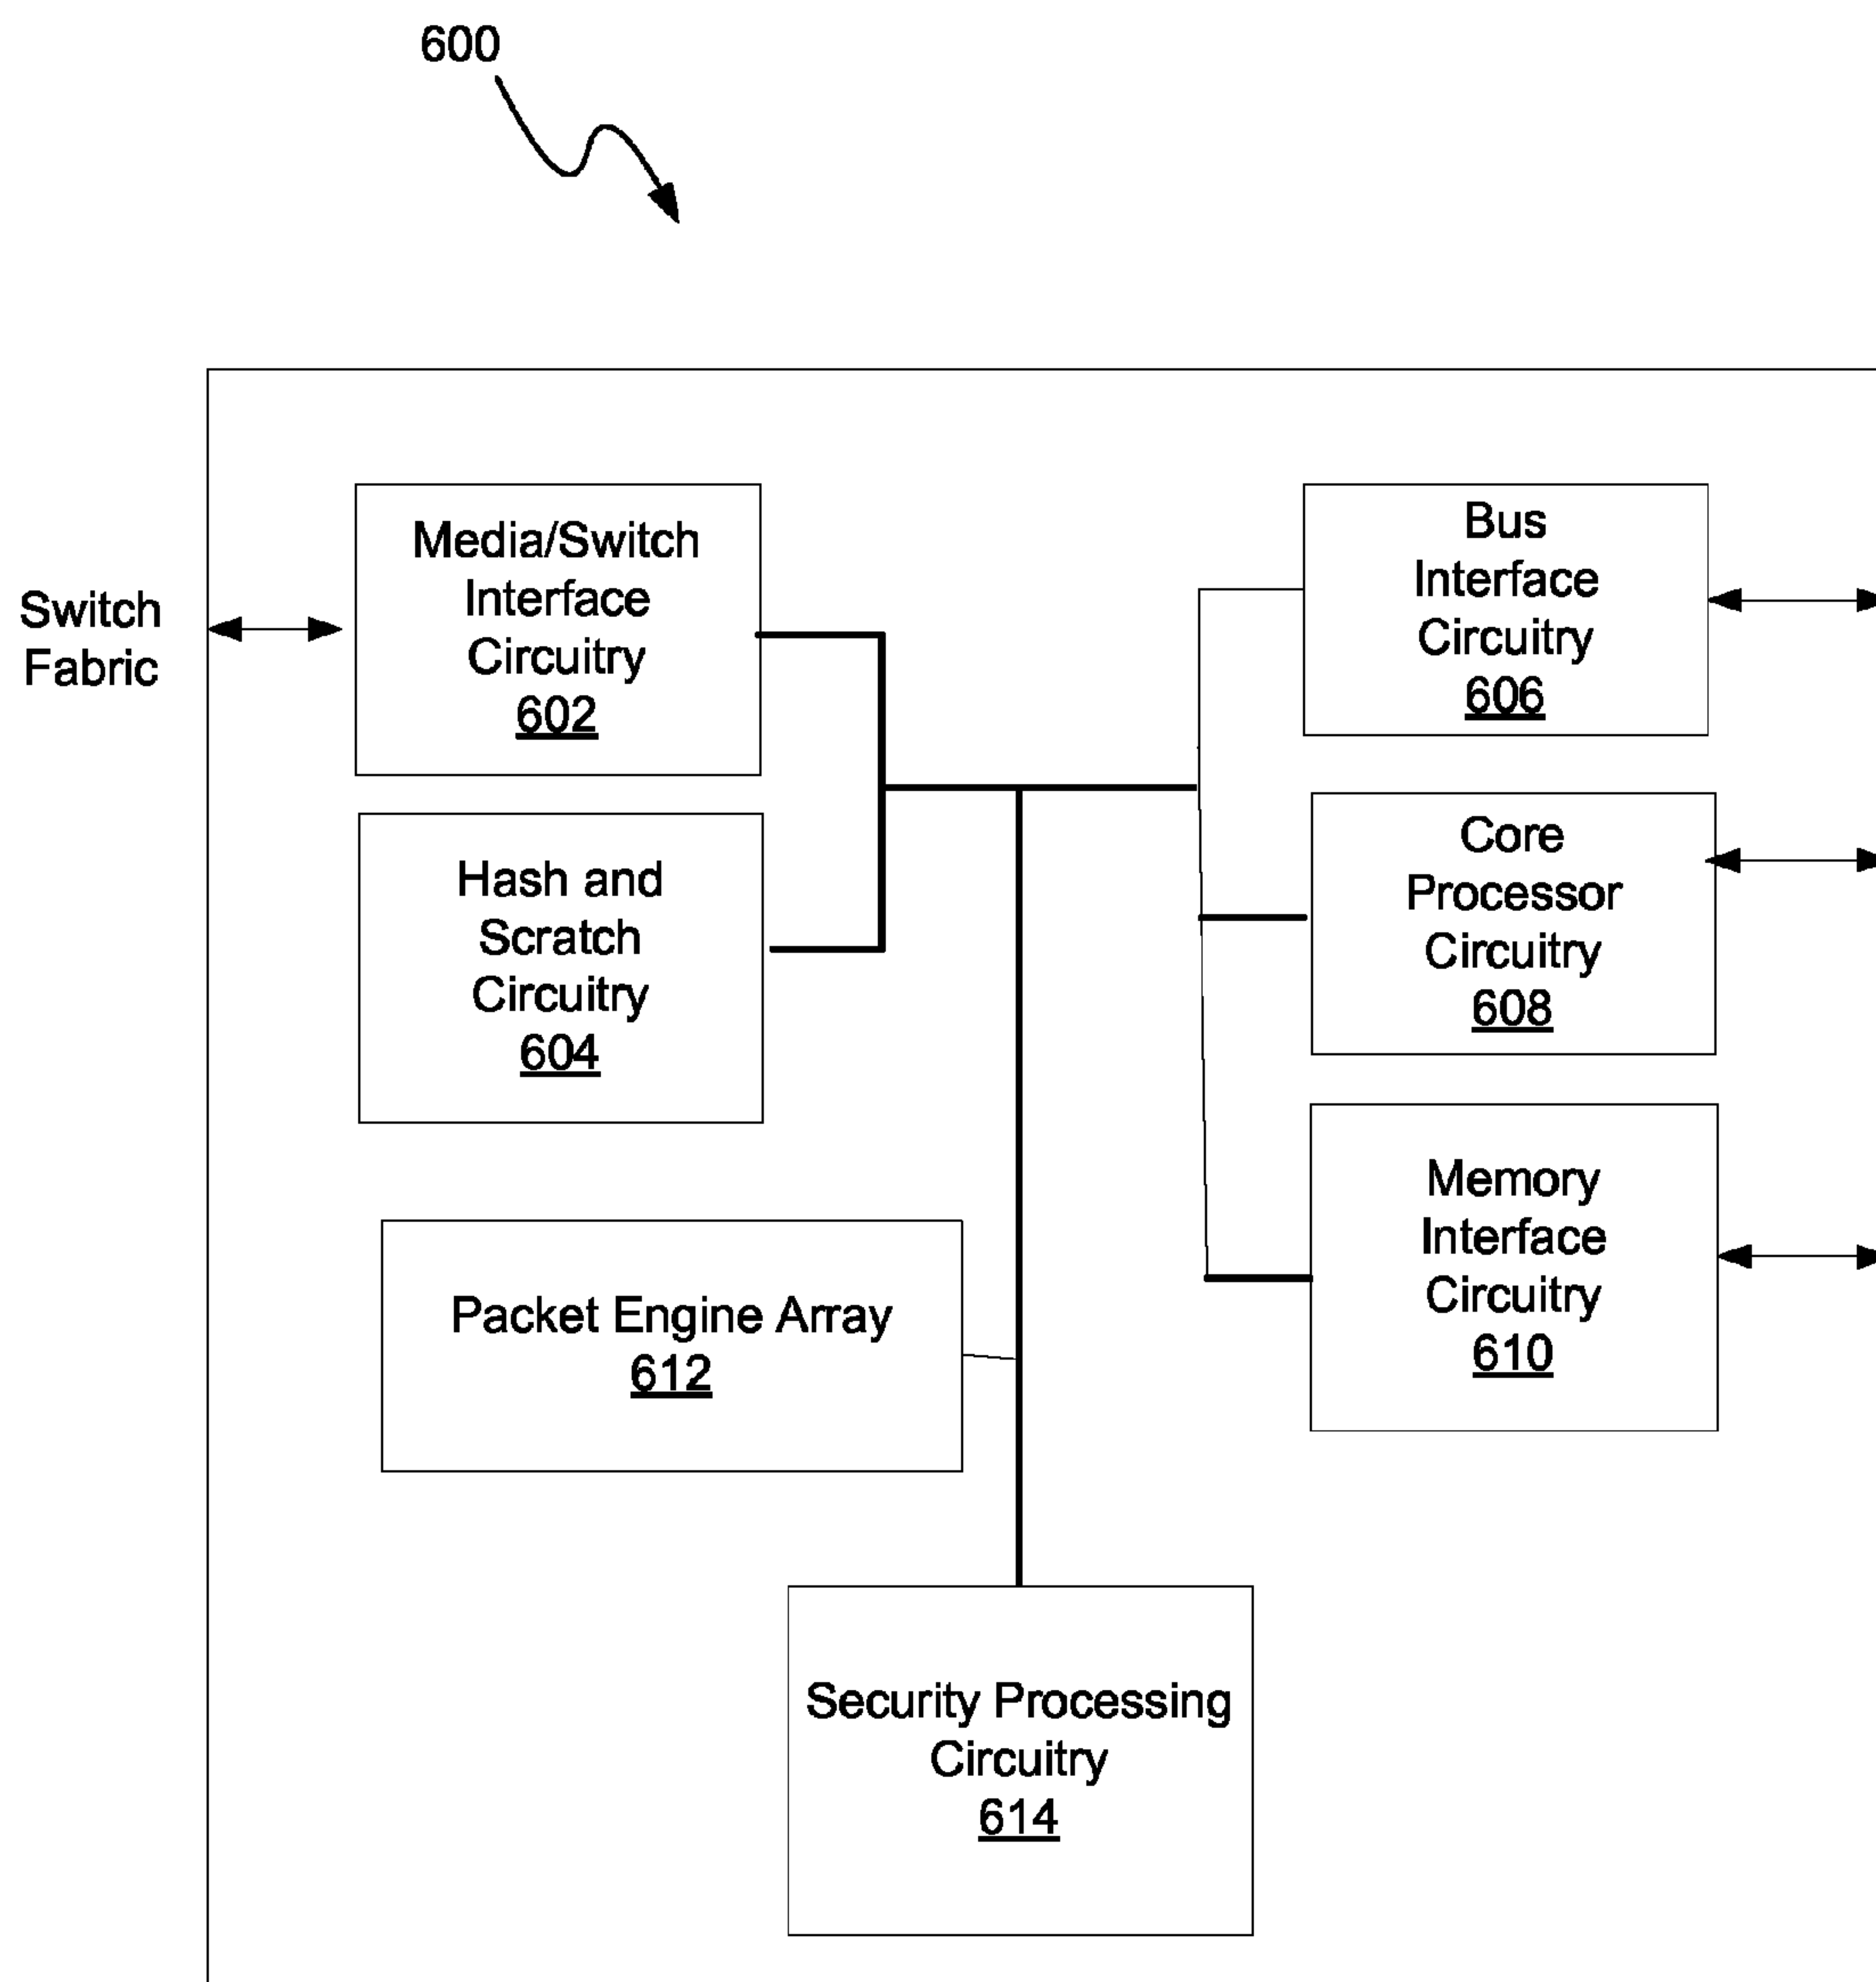 600
Switch
Fabric
Media/Switch
Interface
Circuitry
602
Hash and
Scratch
Circuitry
604
Bus
Interface
Circuitry
606
Core
Processor
Circuitry
608
Memory
Interface
Circuitry
610
Packet Engine Array
612
Security Processing
Circuitry
614